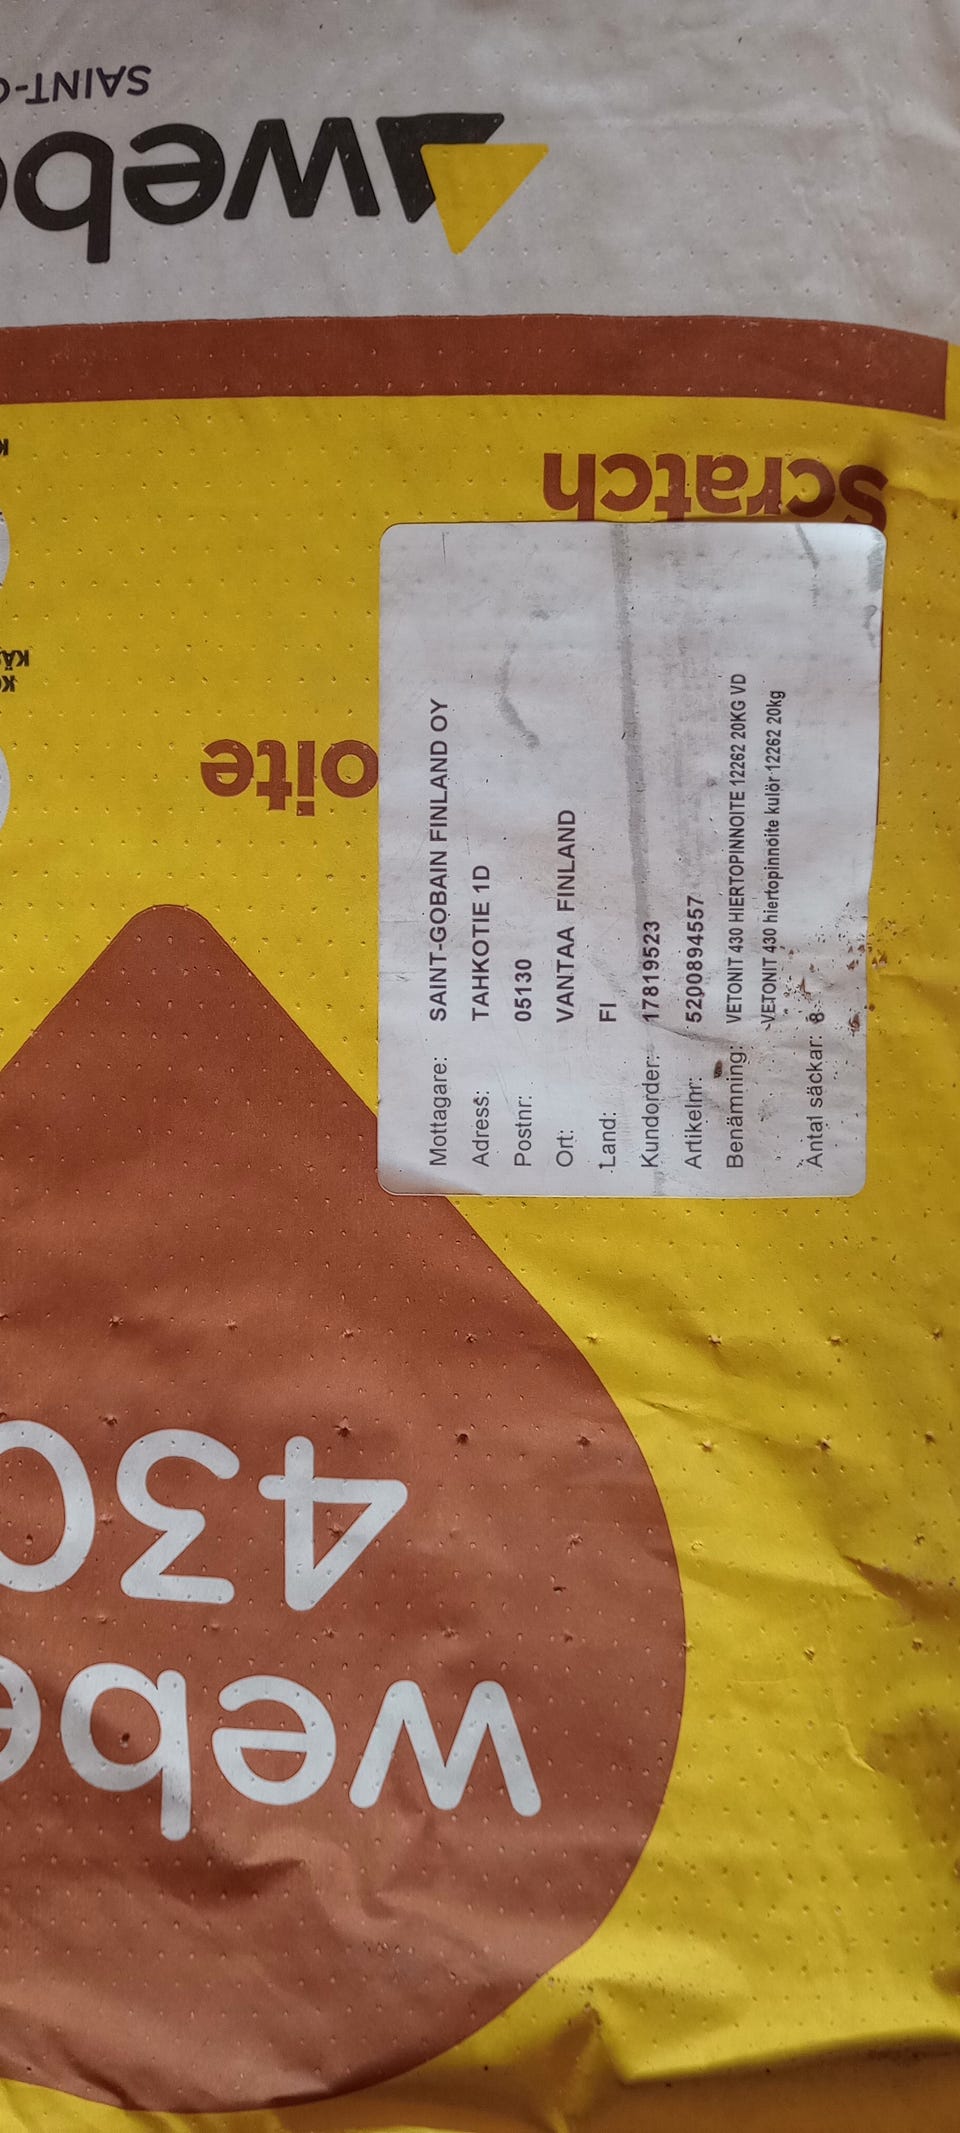 weber
430
oite
Scratch
webe
SAINT-G
Mottagare: SAINT-GOBAIN FINLAND OY
Adress: TAHKOTIE 1D
Postnr: 05130
Ort: VANTAA FINLAND
Land: FI
Kundorder: 17819523
Artikelnr: 5200894557
Benämning: VETONIT 430 HIERTOPINNOITE 12262 20KG VD
VETONIT 430 hiertopinnoite kulör 12262 20kg
Antal säckar: 8